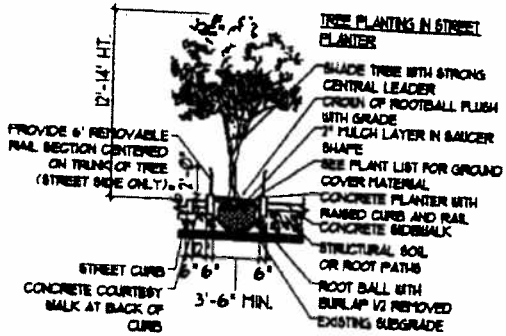 TREE PLANTING IN STREET
PLANTER
12'-14' HT.
SHADE TREE WITH STRONG
CENTRAL LEADER
CROWN OF ROOTBALL FLUSH
WITH GRADE
2" MULCH LAYER IN SAUCER
SHAPE
SEE PLANT LIST FOR GROUND
COVER MATERIAL
CONCRETE PLANTER WITH
RAISED CURB AND RAIL
CONCRETE SIDEWALK
STRUCTURAL SOIL
OR ROOT PATHS
ROOT BALL WITH
BURLAP 1/2 REMOVED
EXISTING SUBGRADE
PROVIDE 6' REMOVABLE
RAIL SECTION CENTERED
ON TRUNK OF TREE
(STREET SIDE ONLY)
STREET CURB
CONCRETE COURTESY
WALK AT BACK OF
CURB
6" 6"
6"
3'-6" MIN.